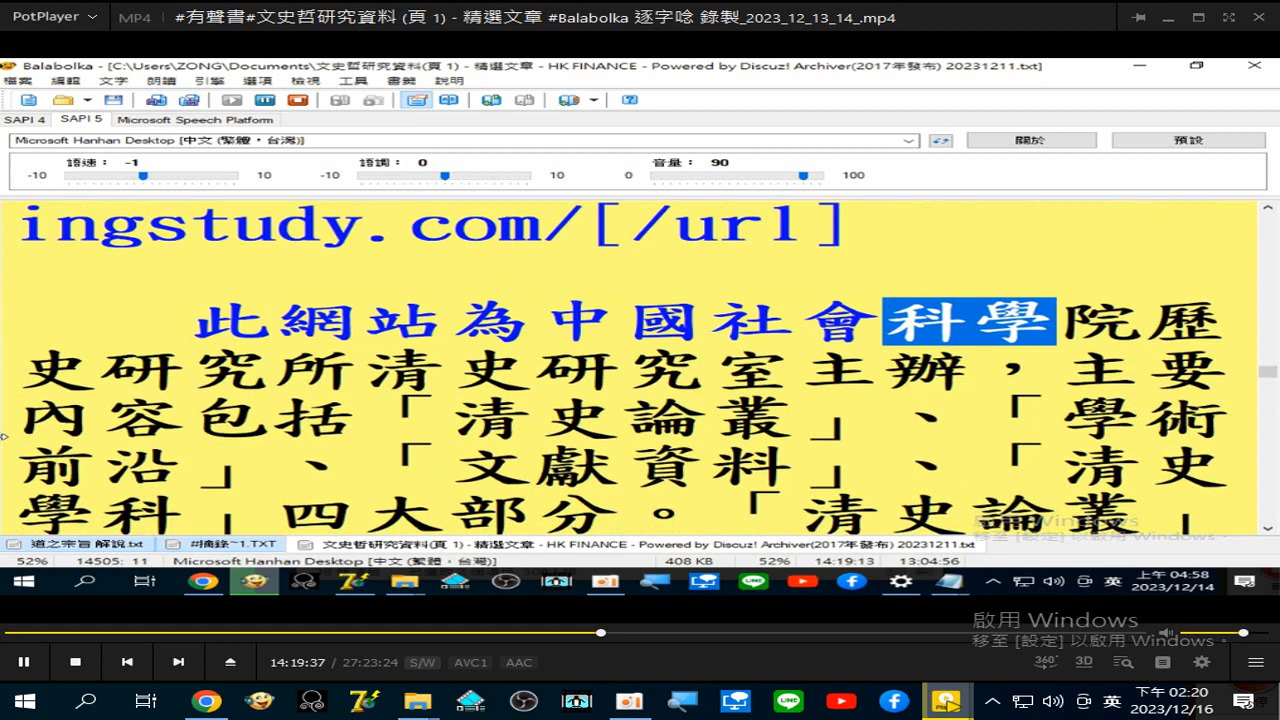 PotPlayer MP4 #有聲書#文史哲研究資料 (頁 1) - 精選文章 #Balabolka 逐字唸 錄製_2023_12_13_14_.mp4
Balabolka - [C:\Users\ZONG\Documents\文史哲研究資料(頁 1) - 精選文章 - HK FINANCE - Powered by Discuz! Archiver(2017年發布) 20231211.txt]
檔案 編輯 文字 朗讀 引擎 選項 檢視 工具 書籤 說明
SAPI 4 SAPI 5 Microsoft Speech Platform
Microsoft Hanhan Desktop [中文 (繁體，台灣)] 關於 預設
語速： -1 語調： 0 音量： 90
-10 10 -10 10 0 100
ingstudy.com/[/url]
此網站為中國社會科學院歷
史研究所清史研究室主辦，主要
內容包括「清史論叢」、「學術
前沿」、「文獻資料」、「清史
學科」四大部分。「清史論叢」
道之宗旨 解說.txt #摘錄~1.TXT 文史哲研究資料(頁 1) - 精選文章 - HK FINANCE - Powered by Discuz! Archiver(2017年發布) 20231211.txt
52% 14505: 11 Microsoft Hanhan Desktop [中文 (繁體，台灣)] 408 KB 52% 14:19:13 13:04:56
英 上午 04:58
2023/12/14
啟用 Windows
移至 [設定] 以啟用 Windows。
14:19:37 / 27:23:24 S/W AVC1 AAC 360° 3D
英 下午 02:20
2023/12/16